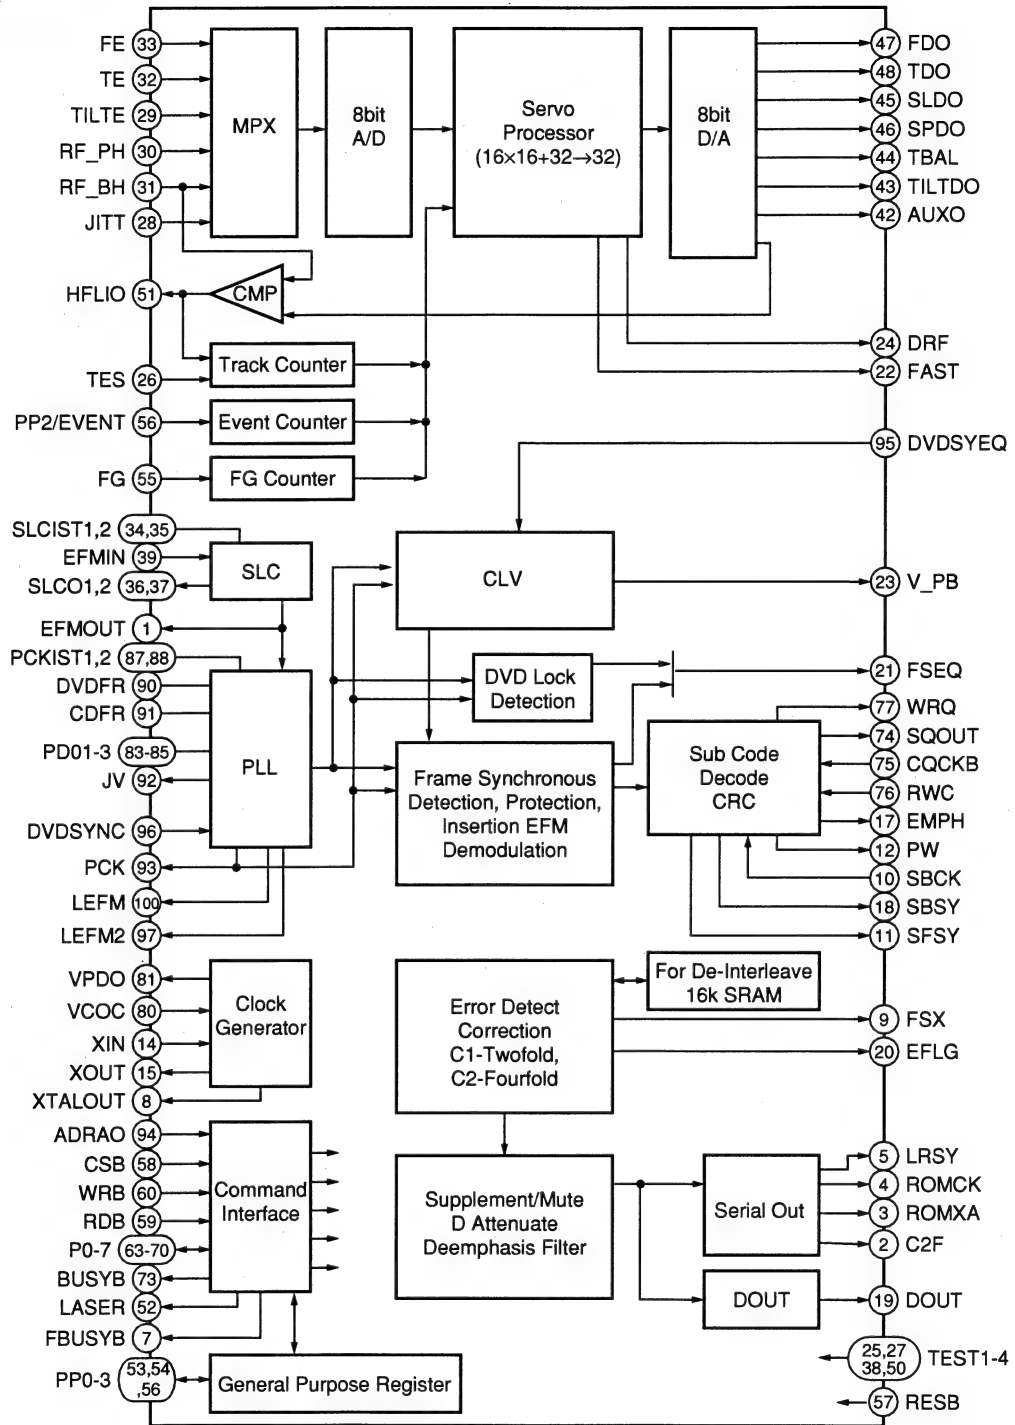 FE 33
TE 32
TILTE 29
RF_PH 30
RF_BH 31
JITT 28
MPX
8bit
A/D
Servo
Processor
(16×16+32→32)
8bit
D/A
47 FDO
48 TDO
45 SLDO
46 SPDO
44 TBAL
43 TILTDO
42 AUXO
HFLIO 51
CMP
24 DRF
22 FAST
Track Counter
TES 26
PP2/EVENT 56
Event Counter
FG 55
FG Counter
95 DVDSYEQ
SLCIST1,2 34,35
EFMIN 39
SLCO1,2 36,37
SLC
CLV
23 V_PB
EFMOUT 1
PCKIST1,2 87,88
DVDFR 90
CDFR 91
PD01-3 83-85
JV 92
DVDSYNC 96
PCK 93
LEFM 100
LEFM2 97
PLL
DVD Lock
Detection
21 FSEQ
Frame Synchronous
Detection, Protection,
Insertion EFM
Demodulation
Sub Code
Decode
CRC
77 WRQ
74 SQOUT
75 CQCKB
76 RWC
17 EMPH
12 PW
10 SBCK
18 SBSY
11 SFSY
VPDO 81
VCOC 80
XIN 14
XOUT 15
XTALOUT 8
Clock
Generator
Error Detect
Correction
C1-Twofold,
C2-Fourfold
For De-Interleave
16k SRAM
9 FSX
20 EFLG
ADRAO 94
CSB 58
WRB 60
RDB 59
P0-7 63-70
BUSYB 73
LASER 52
FBUSYB 7
Command
Interface
Supplement/Mute
D Attenuate
Deemphasis Filter
Serial Out
5 LRSY
4 ROMCK
3 ROMXA
2 C2F
DOUT
19 DOUT
PP0-3 53,54
,56
General Purpose Register
25,27
38,50 TEST1-4
57 RESB